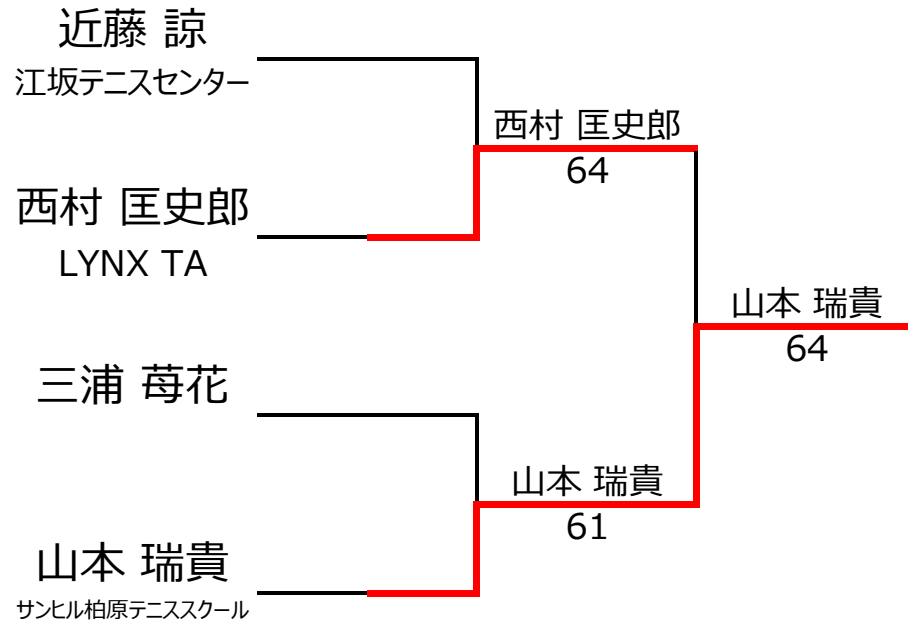 近藤 諒
江坂テニスセンター
西村 匡史郎
64
西村 匡史郎
LYNX TA
山本 瑞貴
64
三浦 苺花
山本 瑞貴
61
山本 瑞貴
サンヒル柏原テニススクール